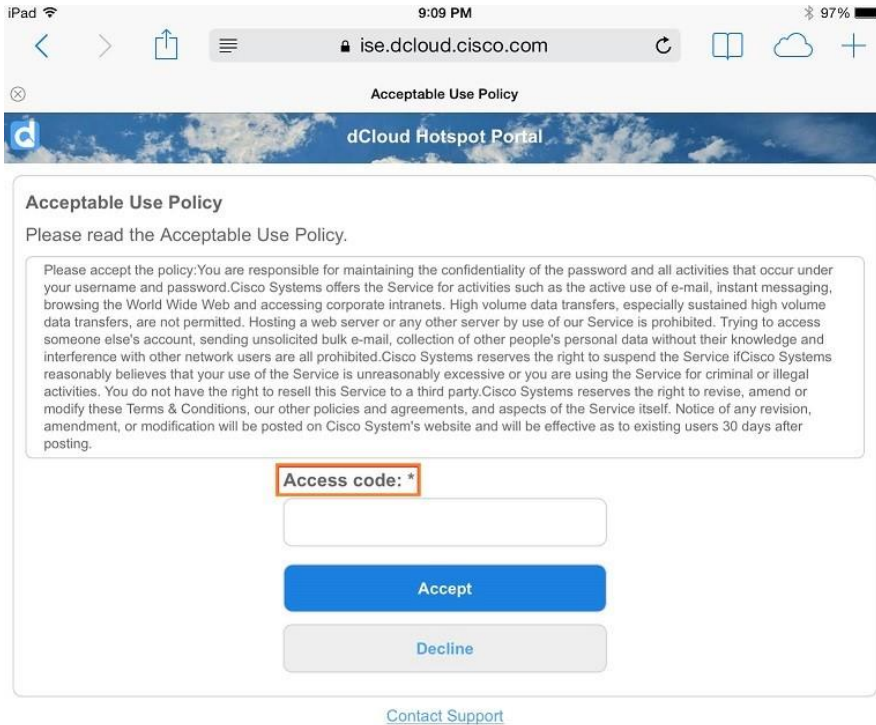 iPad 9:09 PM 97%
ise.dcloud.cisco.com
Acceptable Use Policy
d dCloud Hotspot Portal
Acceptable Use Policy
Please read the Acceptable Use Policy.
Please accept the policy:You are responsible for maintaining the confidentiality of the password and all activities that occur under
your username and password.Cisco Systems offers the Service for activities such as the active use of e-mail, instant messaging,
browsing the World Wide Web and accessing corporate intranets. High volume data transfers, especially sustained high volume
data transfers, are not permitted. Hosting a web server or any other server by use of our Service is prohibited. Trying to access
someone else's account, sending unsolicited bulk e-mail, collection of other people's personal data without their knowledge and
interference with other network users are all prohibited.Cisco Systems reserves the right to suspend the Service ifCisco Systems
reasonably believes that your use of the Service is unreasonably excessive or you are using the Service for criminal or illegal
activities. You do not have the right to resell this Service to a third party.Cisco Systems reserves the right to revise, amend or
modify these Terms & Conditions, our other policies and agreements, and aspects of the Service itself. Notice of any revision,
amendment, or modification will be posted on Cisco System's website and will be effective as to existing users 30 days after
posting.
Access code: *
Accept
Decline
Contact Support